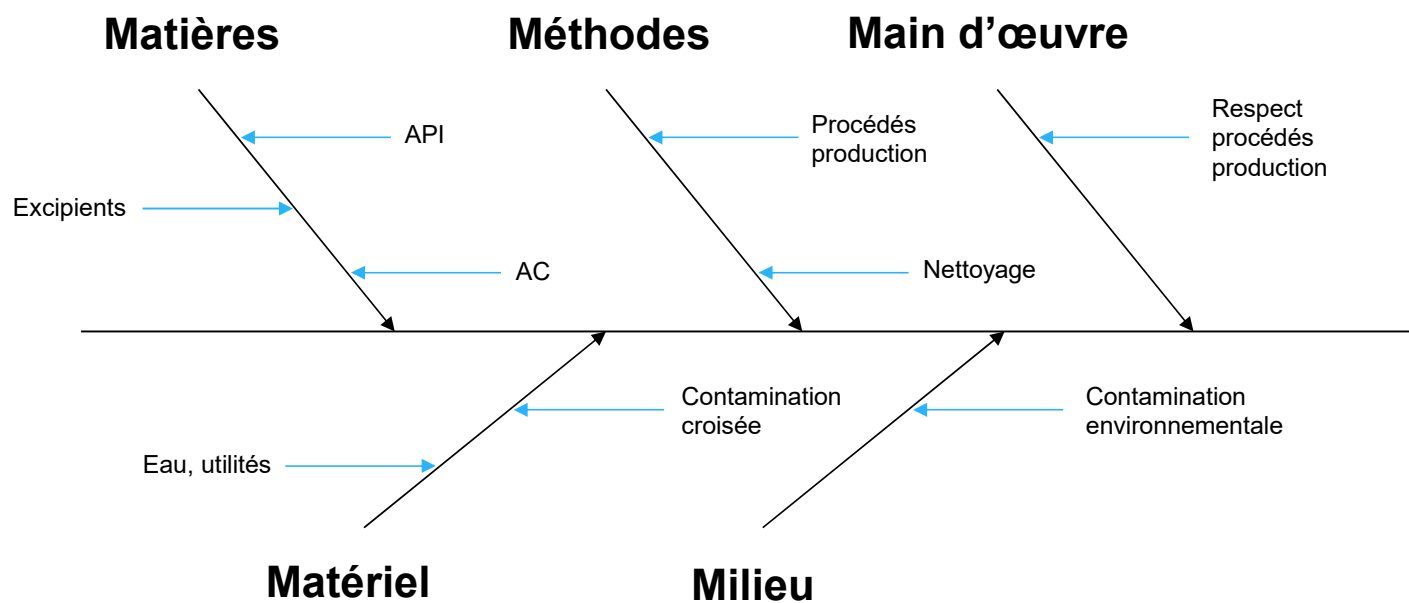 Matières
Méthodes
Main d'œuvre
API
Excipients
AC
Procédés
production
Nettoyage
Respect
procédés
production
Contamination
croisée
Eau, utilités
Contamination
environnementale
Matériel
Milieu